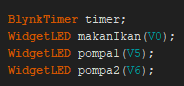 BlynkTimer timer;
WidgetLED makanIkan(V0);
WidgetLED pompa1(V5);
WidgetLED pompa2(V6);